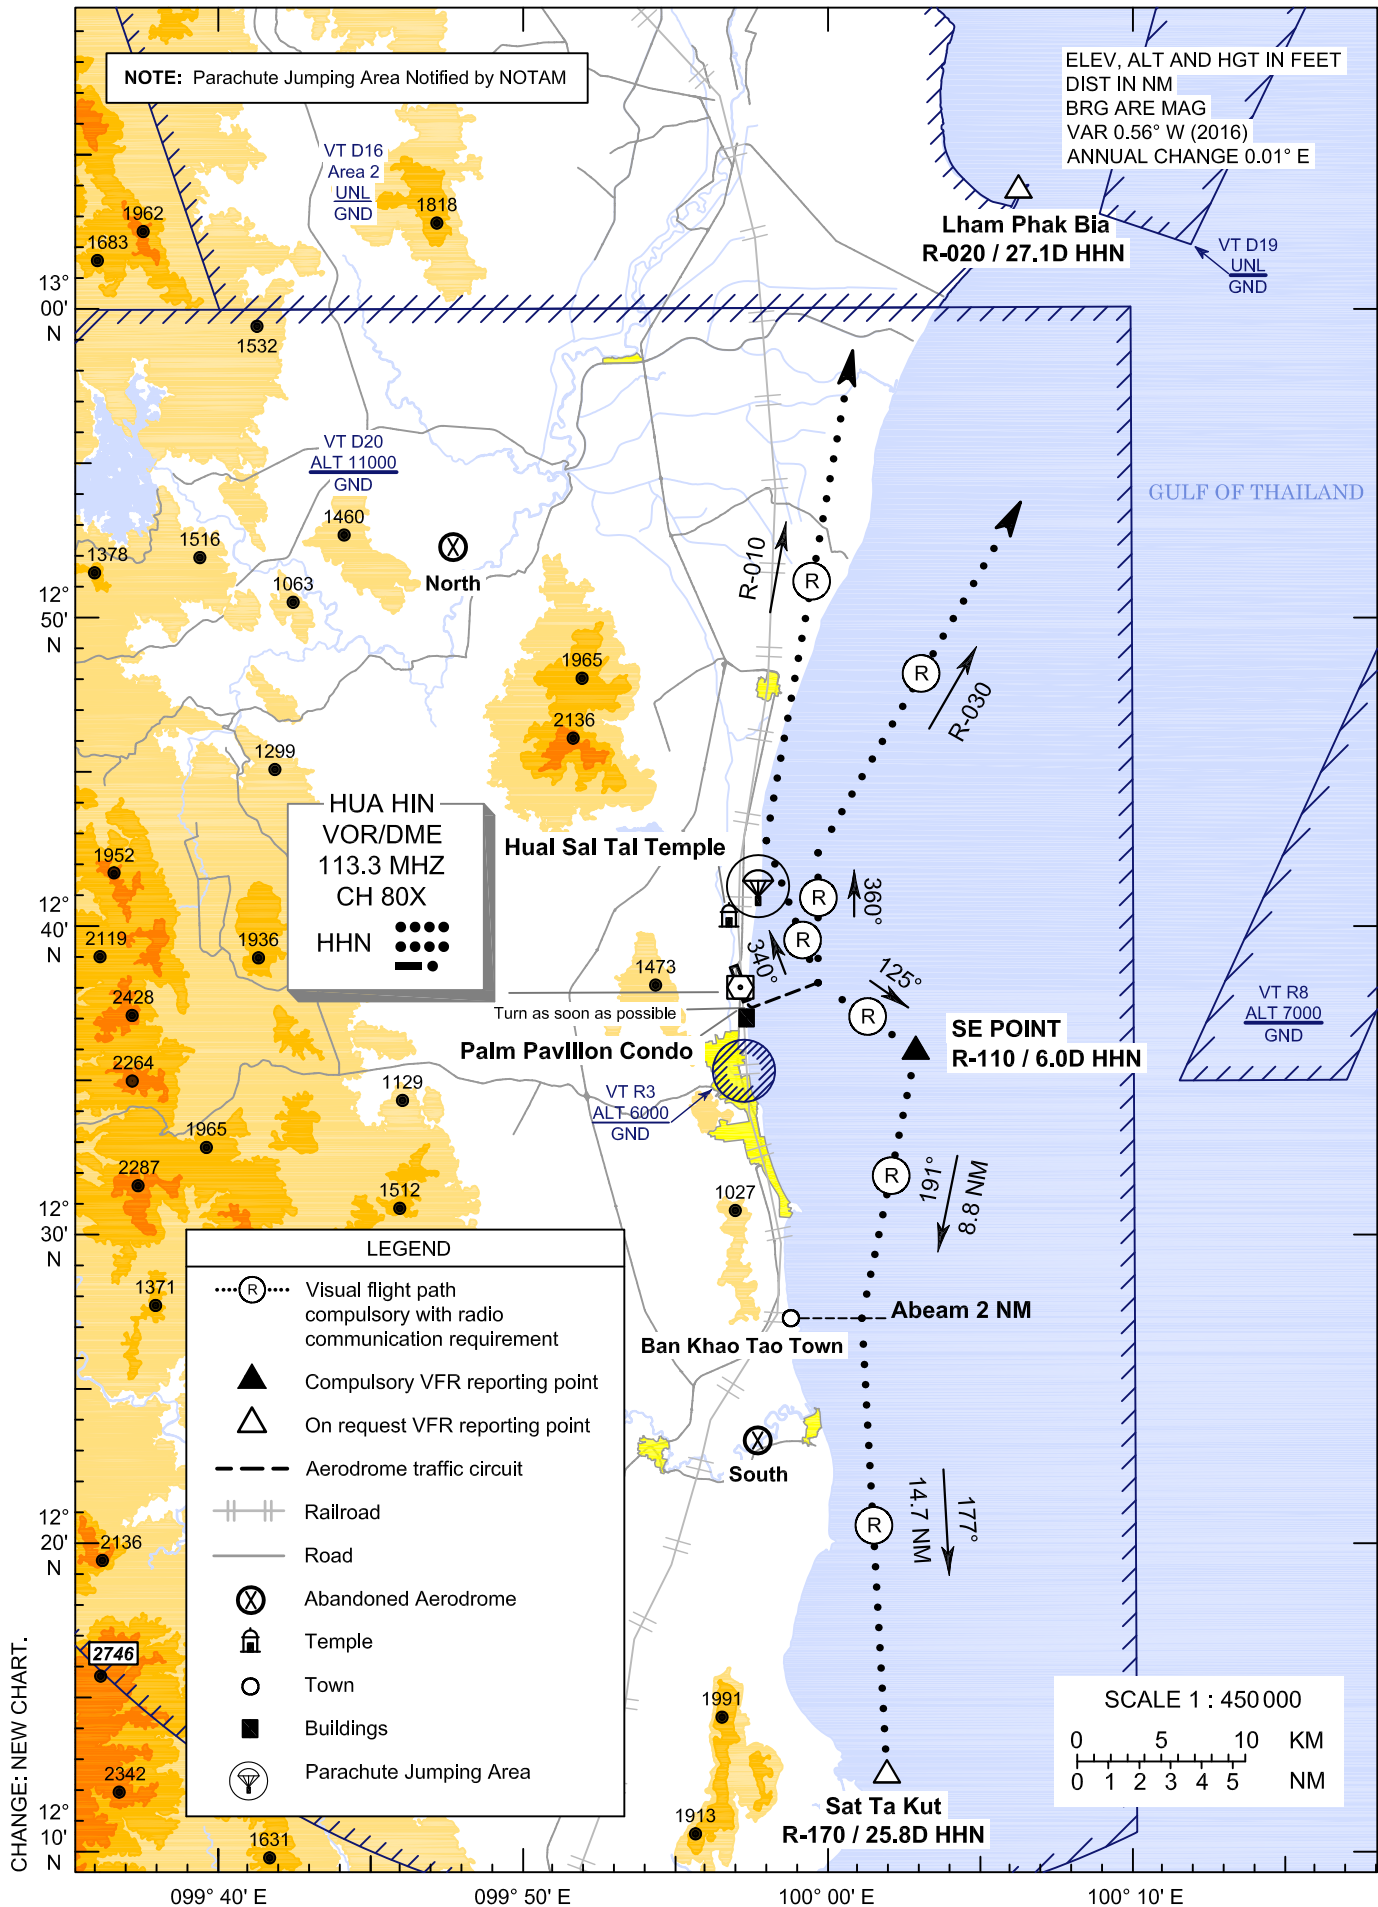 NOTE: Parachute Jumping Area Notified by NOTAM
ELEV, ALT AND HGT IN FEET
DIST IN NM
BRG ARE MAG
VAR 0.56° W (2016)
ANNUAL CHANGE 0.01° E
VT D16
Area 2
UNL
GND
1818
1962
1683
Lham Phak Bia
R-020 / 27.1D HHN
VT D19
UNL
GND
13°
00'
N
1532
VT D20
ALT 11000
GND
GULF OF THAILAND
1460
1516
1378
1063
North
R-010
R
12°
50'
N
1965
R
R-030
2136
1299
HUA HIN
VOR/DME
113.3 MHZ
CH 80X
HHN
Hual Sal Tal Temple
1952
12°
40'
N
R
360°
R
340°
2119
1936
1473
125°
2428
Turn as soon as possible
R
VT R8
ALT 7000
GND
SE POINT
R-110 / 6.0D HHN
Palm Pavlllon Condo
2264
1129
VT R3
ALT 6000
GND
1965
2287
1512
1027
R
191°
8.8 NM
12°
30'
N
LEGEND
R
Visual flight path
compulsory with radio
communication requirement
Compulsory VFR reporting point
On request VFR reporting point
Aerodrome traffic circuit
Railroad
Road
Abandoned Aerodrome
Temple
Town
Buildings
Parachute Jumping Area
1371
Abeam 2 NM
Ban Khao Tao Town
South
12°
20'
N
2136
R
14.7 NM
177°
2746
1991
2342
1913
1631
Sat Ta Kut
R-170 / 25.8D HHN
SCALE 1 : 450 000
0 5 10 KM
0 1 2 3 4 5 NM
12°
10'
N
CHANGE: NEW CHART.
099° 40' E
099° 50' E
100° 00' E
100° 10' E